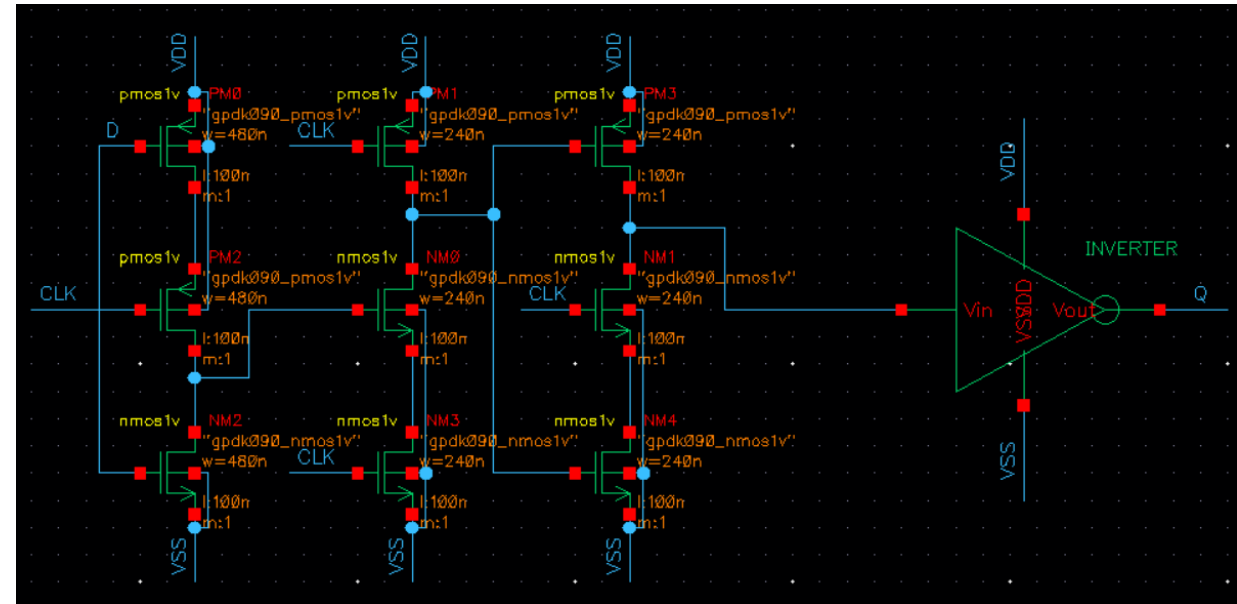 VDD
VDD
VDD
pmos1v PM0
"gpdk090_pmos1v"
w=480n
l:100n
m:1
D
pmos1v PM1
"gpdk090_pmos1v"
w=240n
l:100n
m:1
CLK
pmos1v PM3
"gpdk090_pmos1v"
w=240n
l:100n
m:1
pmos1v PM2
"gpdk090_pmos1v"
w=480n
l:100n
m:1
CLK
nmos1v NM0
"gpdk090_nmos1v"
w=240n
l:100n
m:1
nmos1v NM1
"gpdk090_nmos1v"
w=240n
l:100n
m:1
CLK
nmos1v NM2
"gpdk090_nmos1v"
w=480n
l:100n
m:1
nmos1v NM3
"gpdk090_nmos1v"
w=240n
l:100n
m:1
CLK
nmos1v NM4
"gpdk090_nmos1v"
w=240n
l:100n
m:1
VSS
VSS
VSS
VDD
INVERTER
Vin
VDD
VSS
Vout
Q
VSS